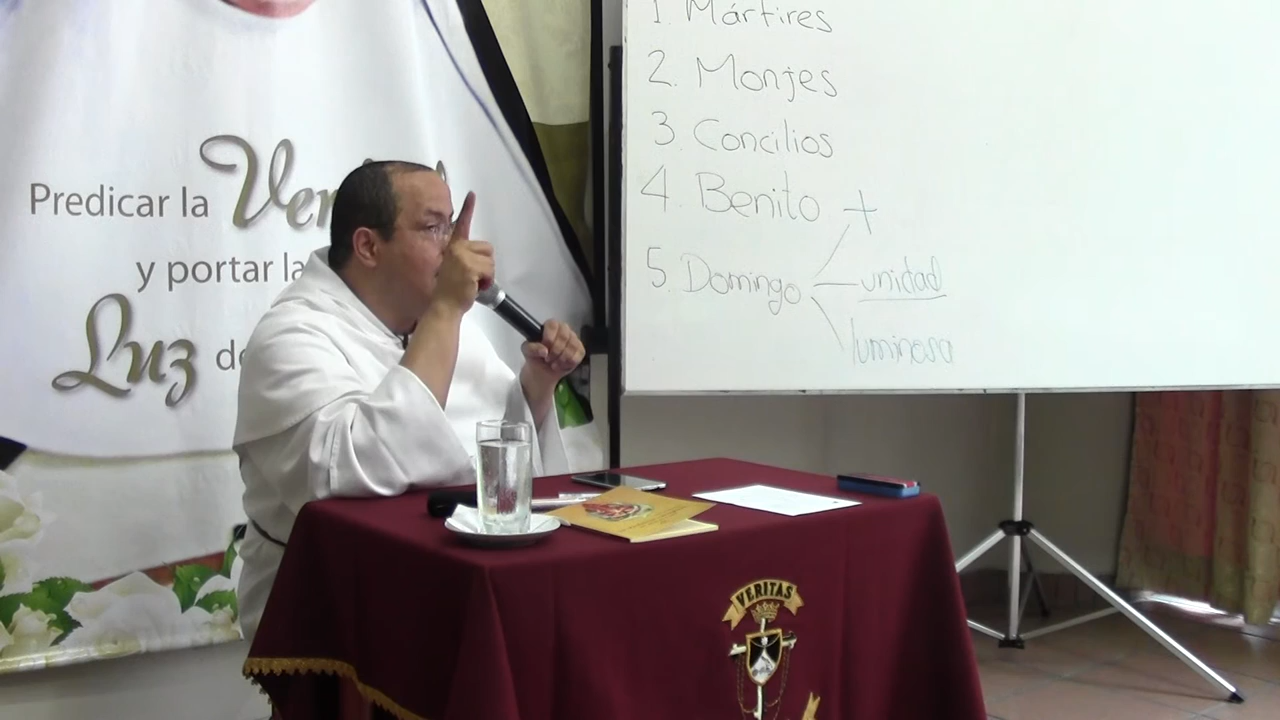 Predicar la
y portar la
Luz de
1. Mártires
2. Monjes
3. Concilios
4. Benito +
5. Domingo
unidad
luminosa
VERITAS